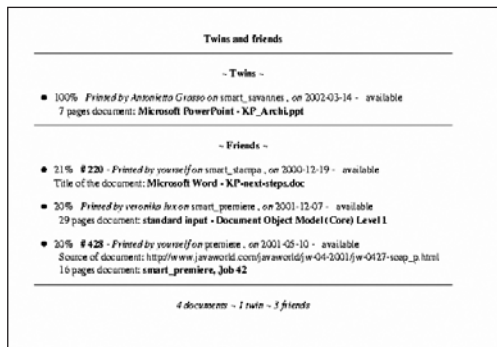 Twins and friends
~ Twins ~
● 100% Printed by Antonietta Grasso on smart_savannes , on 2002-03-14 - available
7 pages document: Microsoft PowerPoint - KP_Archi.ppt
~ Friends ~
● 21% # 220 - Printed by yourself on smart_stampa , on 2000-12-19 - available
Title of the document: Microsoft Word - KP-next-steps.doc
● 20% Printed by veronika lux on smart_premiere , on 2001-12-07 - available
29 pages document: standard input - Document Object Model (Core) Level 1
● 20% # 428 - Printed by yourself on premiere , on 2001-05-10 - available
Source of document: http://www.javaworld.com/javaworld/jw-04-2001/jw-0427-soap_p.html
16 pages document: smart_premiere, Job 42
4 documents ~ 1 twin ~ 3 friends